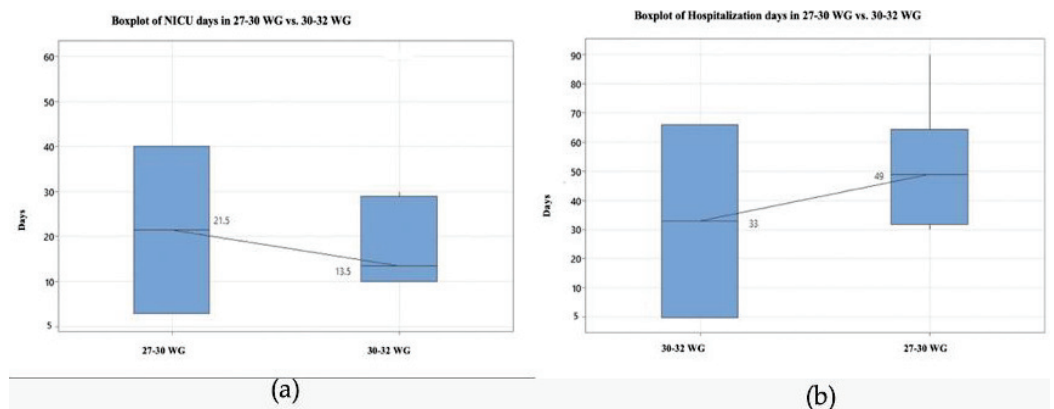 Boxplot of NICU days in 27-30 WG vs. 30-32 WG
60
50
40
30
20
10
5
Days
21.5
13.5
27-30 WG
30-32 WG
(a)
Boxplot of Hospitalization days in 27-30 WG vs. 30-32 WG
90
80
70
60
50
40
30
20
10
5
Days
33
49
30-32 WG
27-30 WG
(b)